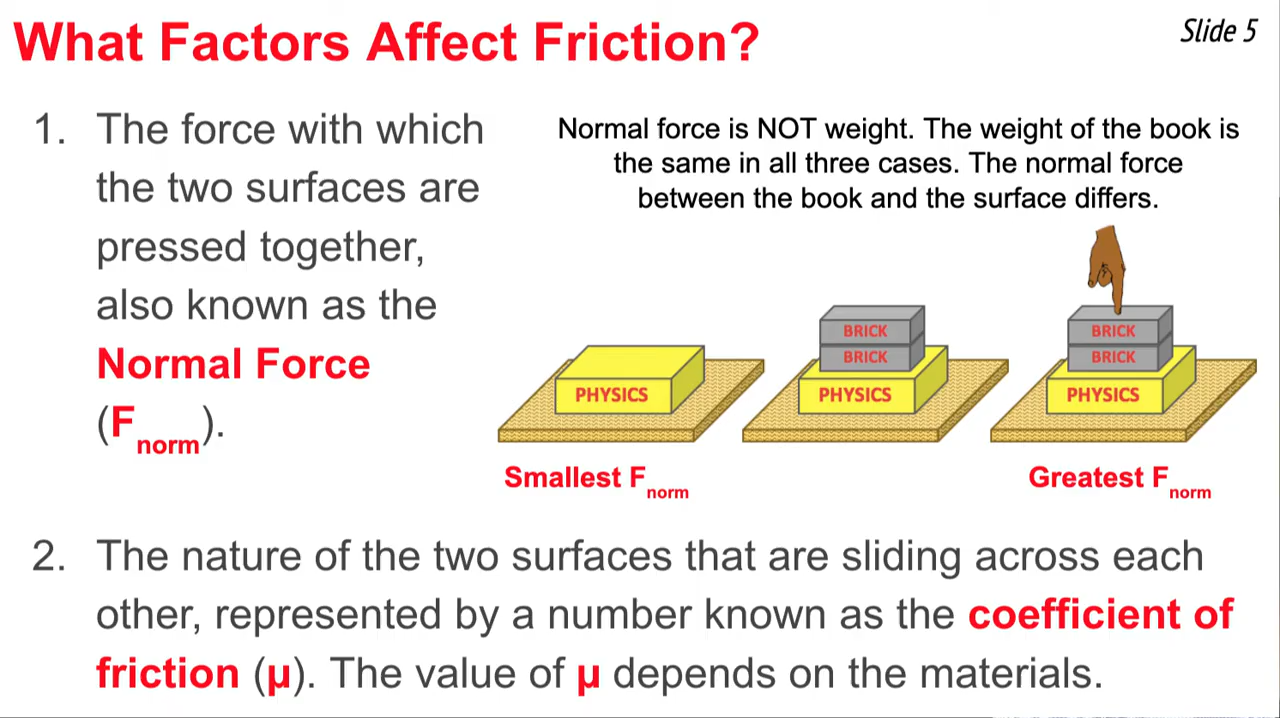 What Factors Affect Friction?
Slide 5
1. The force with which
the two surfaces are
pressed together,
also known as the
Normal Force
(Fnorm).
Normal force is NOT weight. The weight of the book is
the same in all three cases. The normal force
between the book and the surface differs.
PHYSICS
BRICK
BRICK
PHYSICS
BRICK
BRICK
PHYSICS
Smallest Fnorm
Greatest Fnorm
2. The nature of the two surfaces that are sliding across each
other, represented by a number known as the coefficient of
friction (μ). The value of μ depends on the materials.